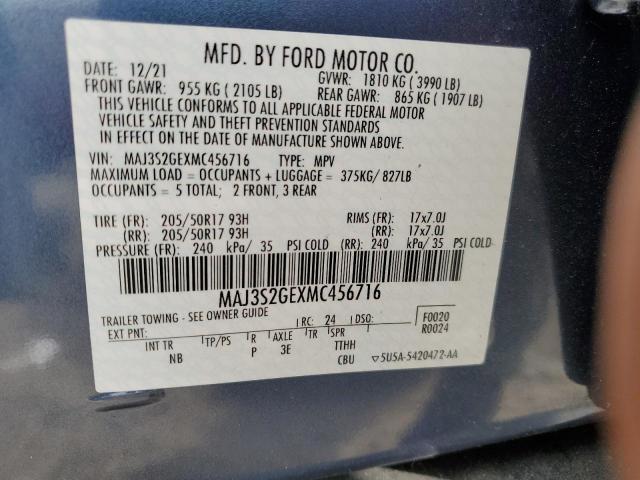 MFD. BY FORD MOTOR CO.
DATE: 12/21 GVWR: 1810 KG (3990 LB)
FRONT GAWR: 955 KG (2105 LB) REAR GAWR: 865 KG (1907 LB)
THIS VEHICLE CONFORMS TO ALL APPLICABLE FEDERAL MOTOR
VEHICLE SAFETY AND THEFT PREVENTION STANDARDS
IN EFFECT ON THE DATE OF MANUFACTURE SHOWN ABOVE.
VIN: MAJ3S2GEXMC456716 TYPE: MPV
MAXIMUM LOAD = OCCUPANTS + LUGGAGE = 375KG/ 827LB
OCCUPANTS = 5 TOTAL; 2 FRONT, 3 REAR
TIRE (FR): 205/50R17 93H RIMS (FR): 17x7.0J
(RR): 205/50R17 93H (RR): 17x7.0J
PRESSURE (FR): 240 kPa/ 35 PSI COLD (RR): 240 kPa/ 35 PSI COLD
MAJ3S2GEXMC456716
TRAILER TOWING - SEE OWNER GUIDE
EXT PNT: RC: 24 DSO: F0020
R0024
INT TR TP/PS R AXLE TR SPR
NB P 3E TTHH
CBU ▽5U5A-5420472-AA